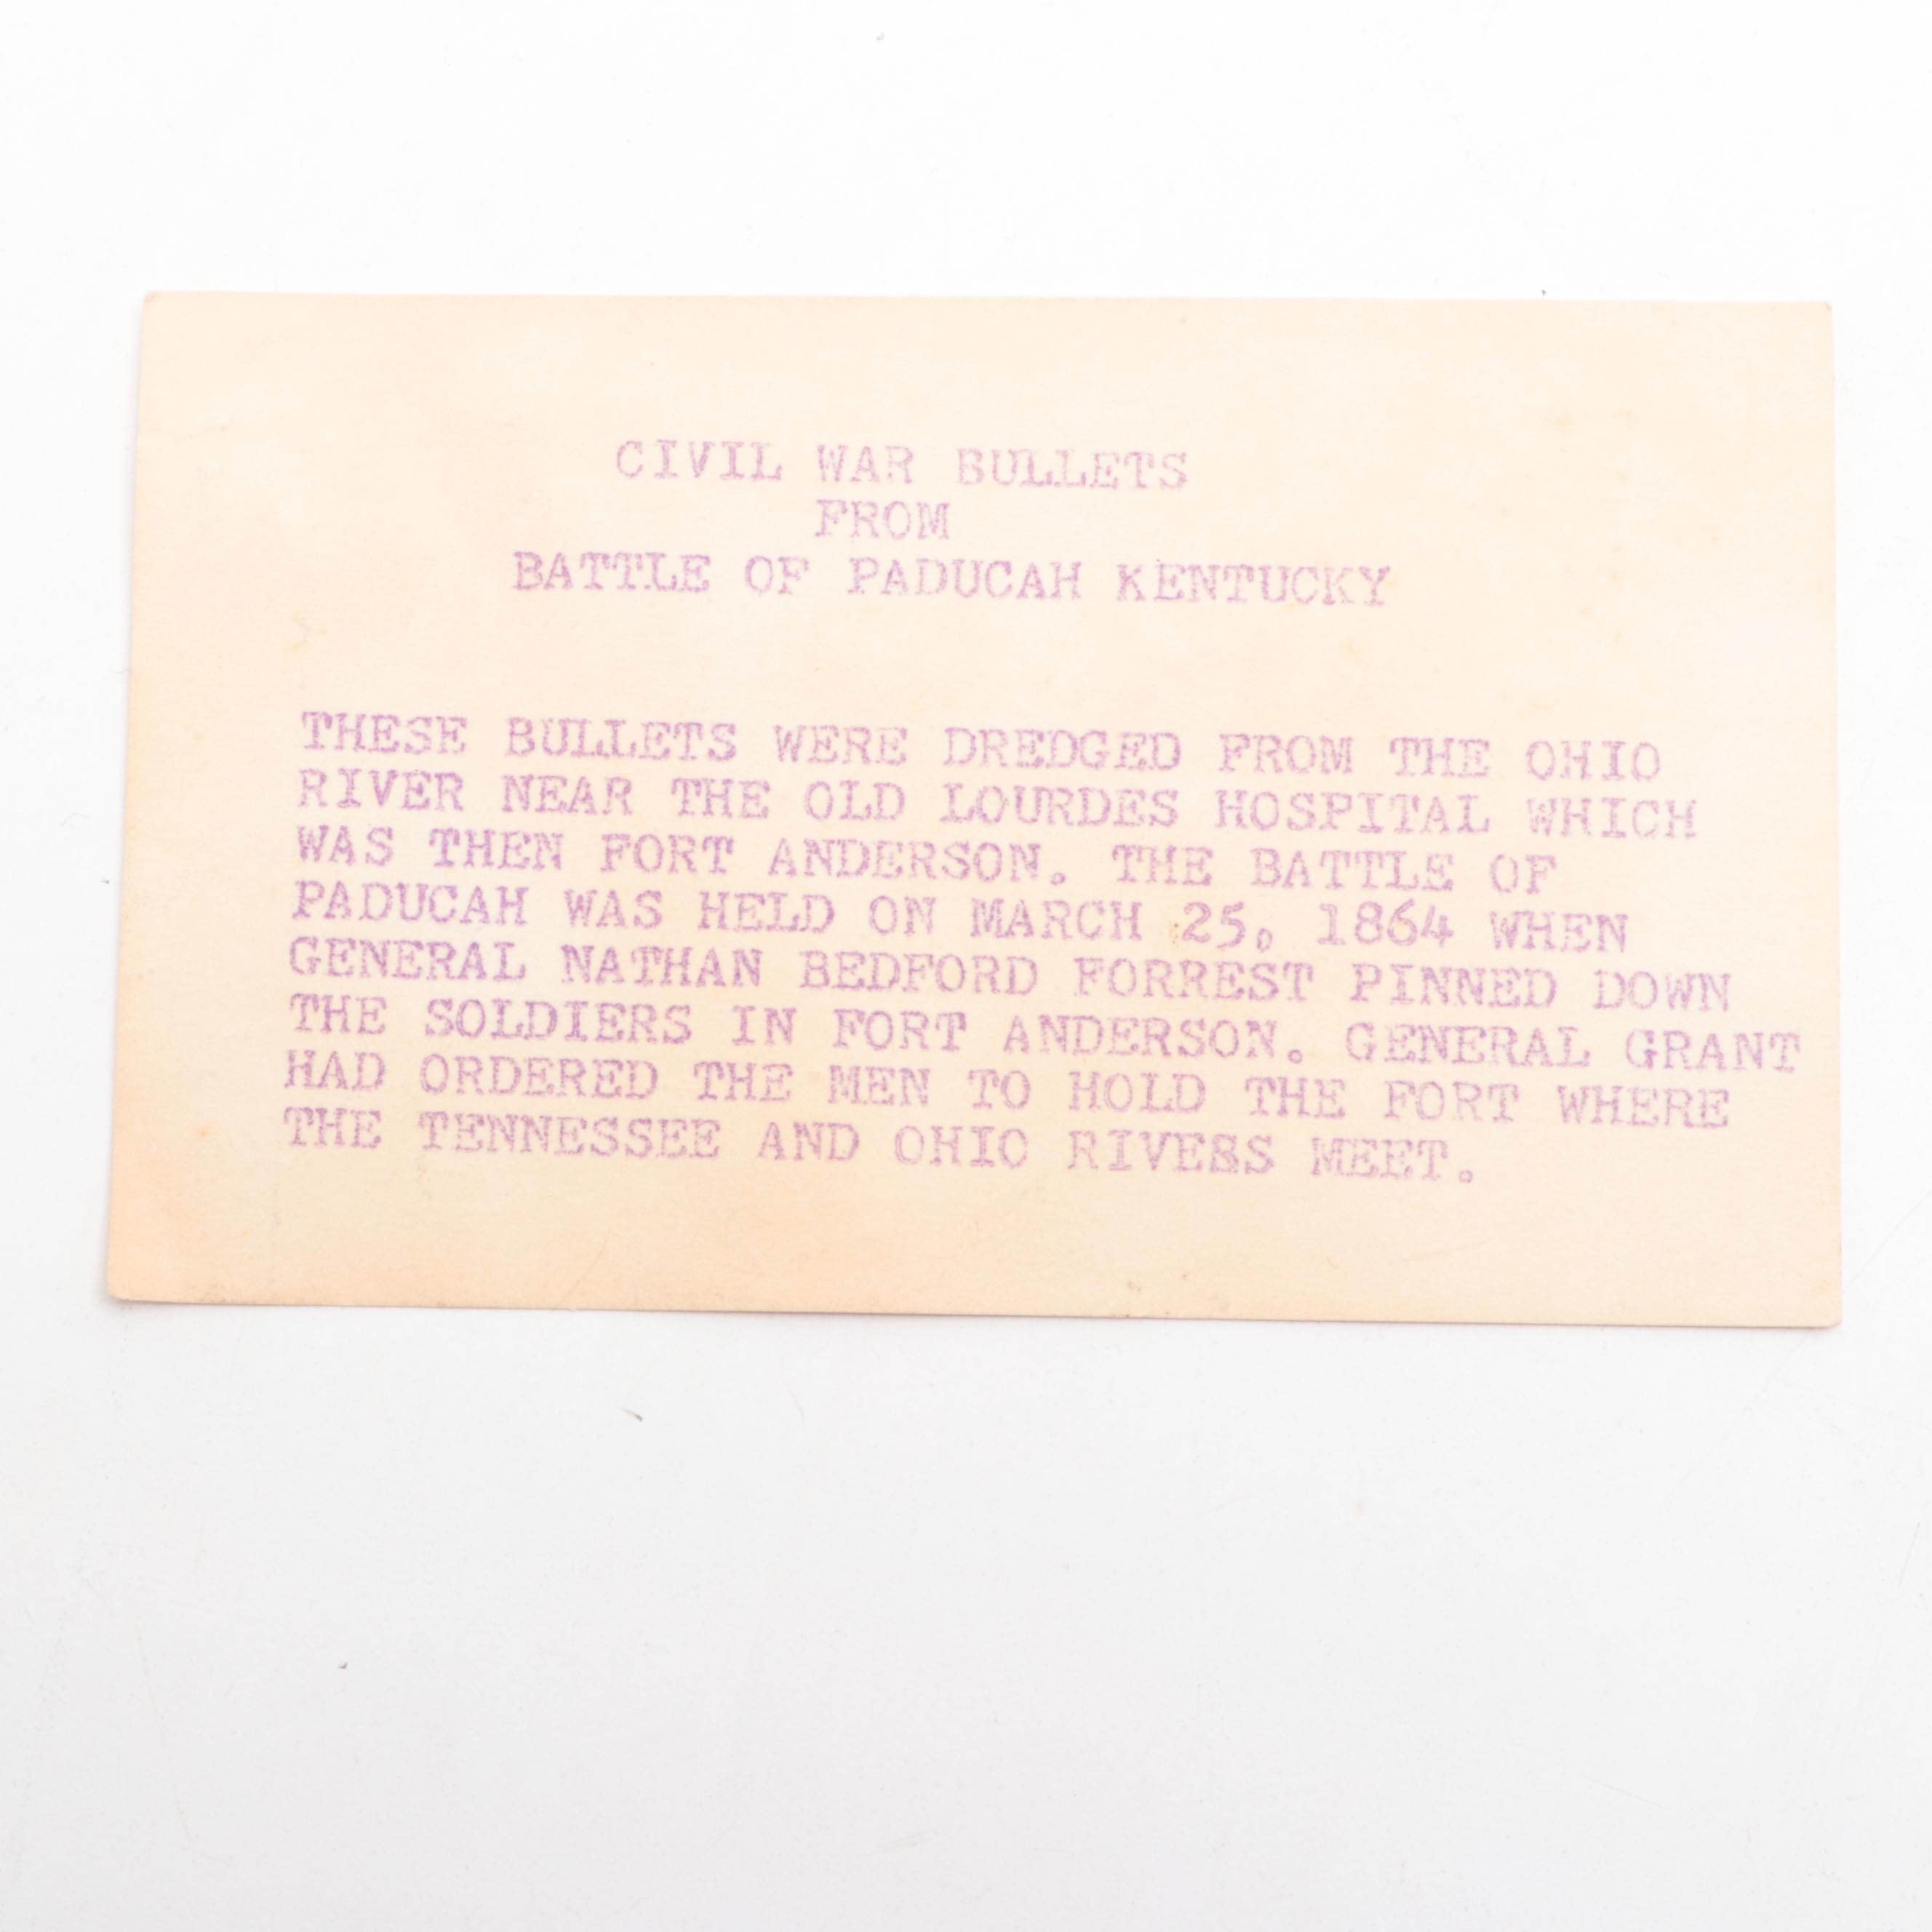 CIVIL WAR BULLETS
FROM
BATTLE OF PADUCAH KENTUCKY
THESE BULLETS WERE DREDGED FROM THE OHIO
RIVER NEAR THE OLD LOURDES HOSPITAL WHICH
WAS THEN FORT ANDERSON. THE BATTLE OF
PADUCAH WAS HELD ON MARCH 25, 1864 WHEN
GENERAL NATHAN BEDFORD FORREST PINNED DOWN
THE SOLDIERS IN FORT ANDERSON. GENERAL GRANT
HAD ORDERED THE MEN TO HOLD THE FORT WHERE
THE TENNESSEE AND OHIO RIVERS MEET.